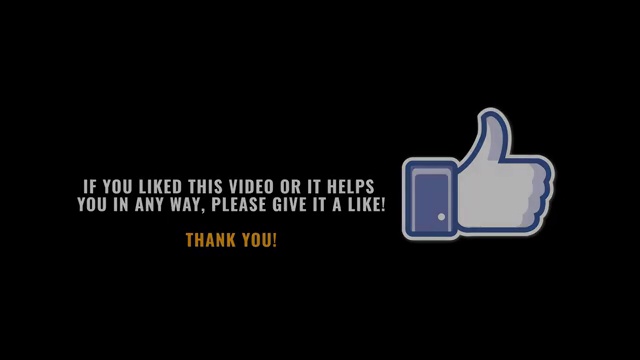 IF YOU LIKED THIS VIDEO OR IT HELPS
YOU IN ANY WAY, PLEASE GIVE IT A LIKE!
THANK YOU!